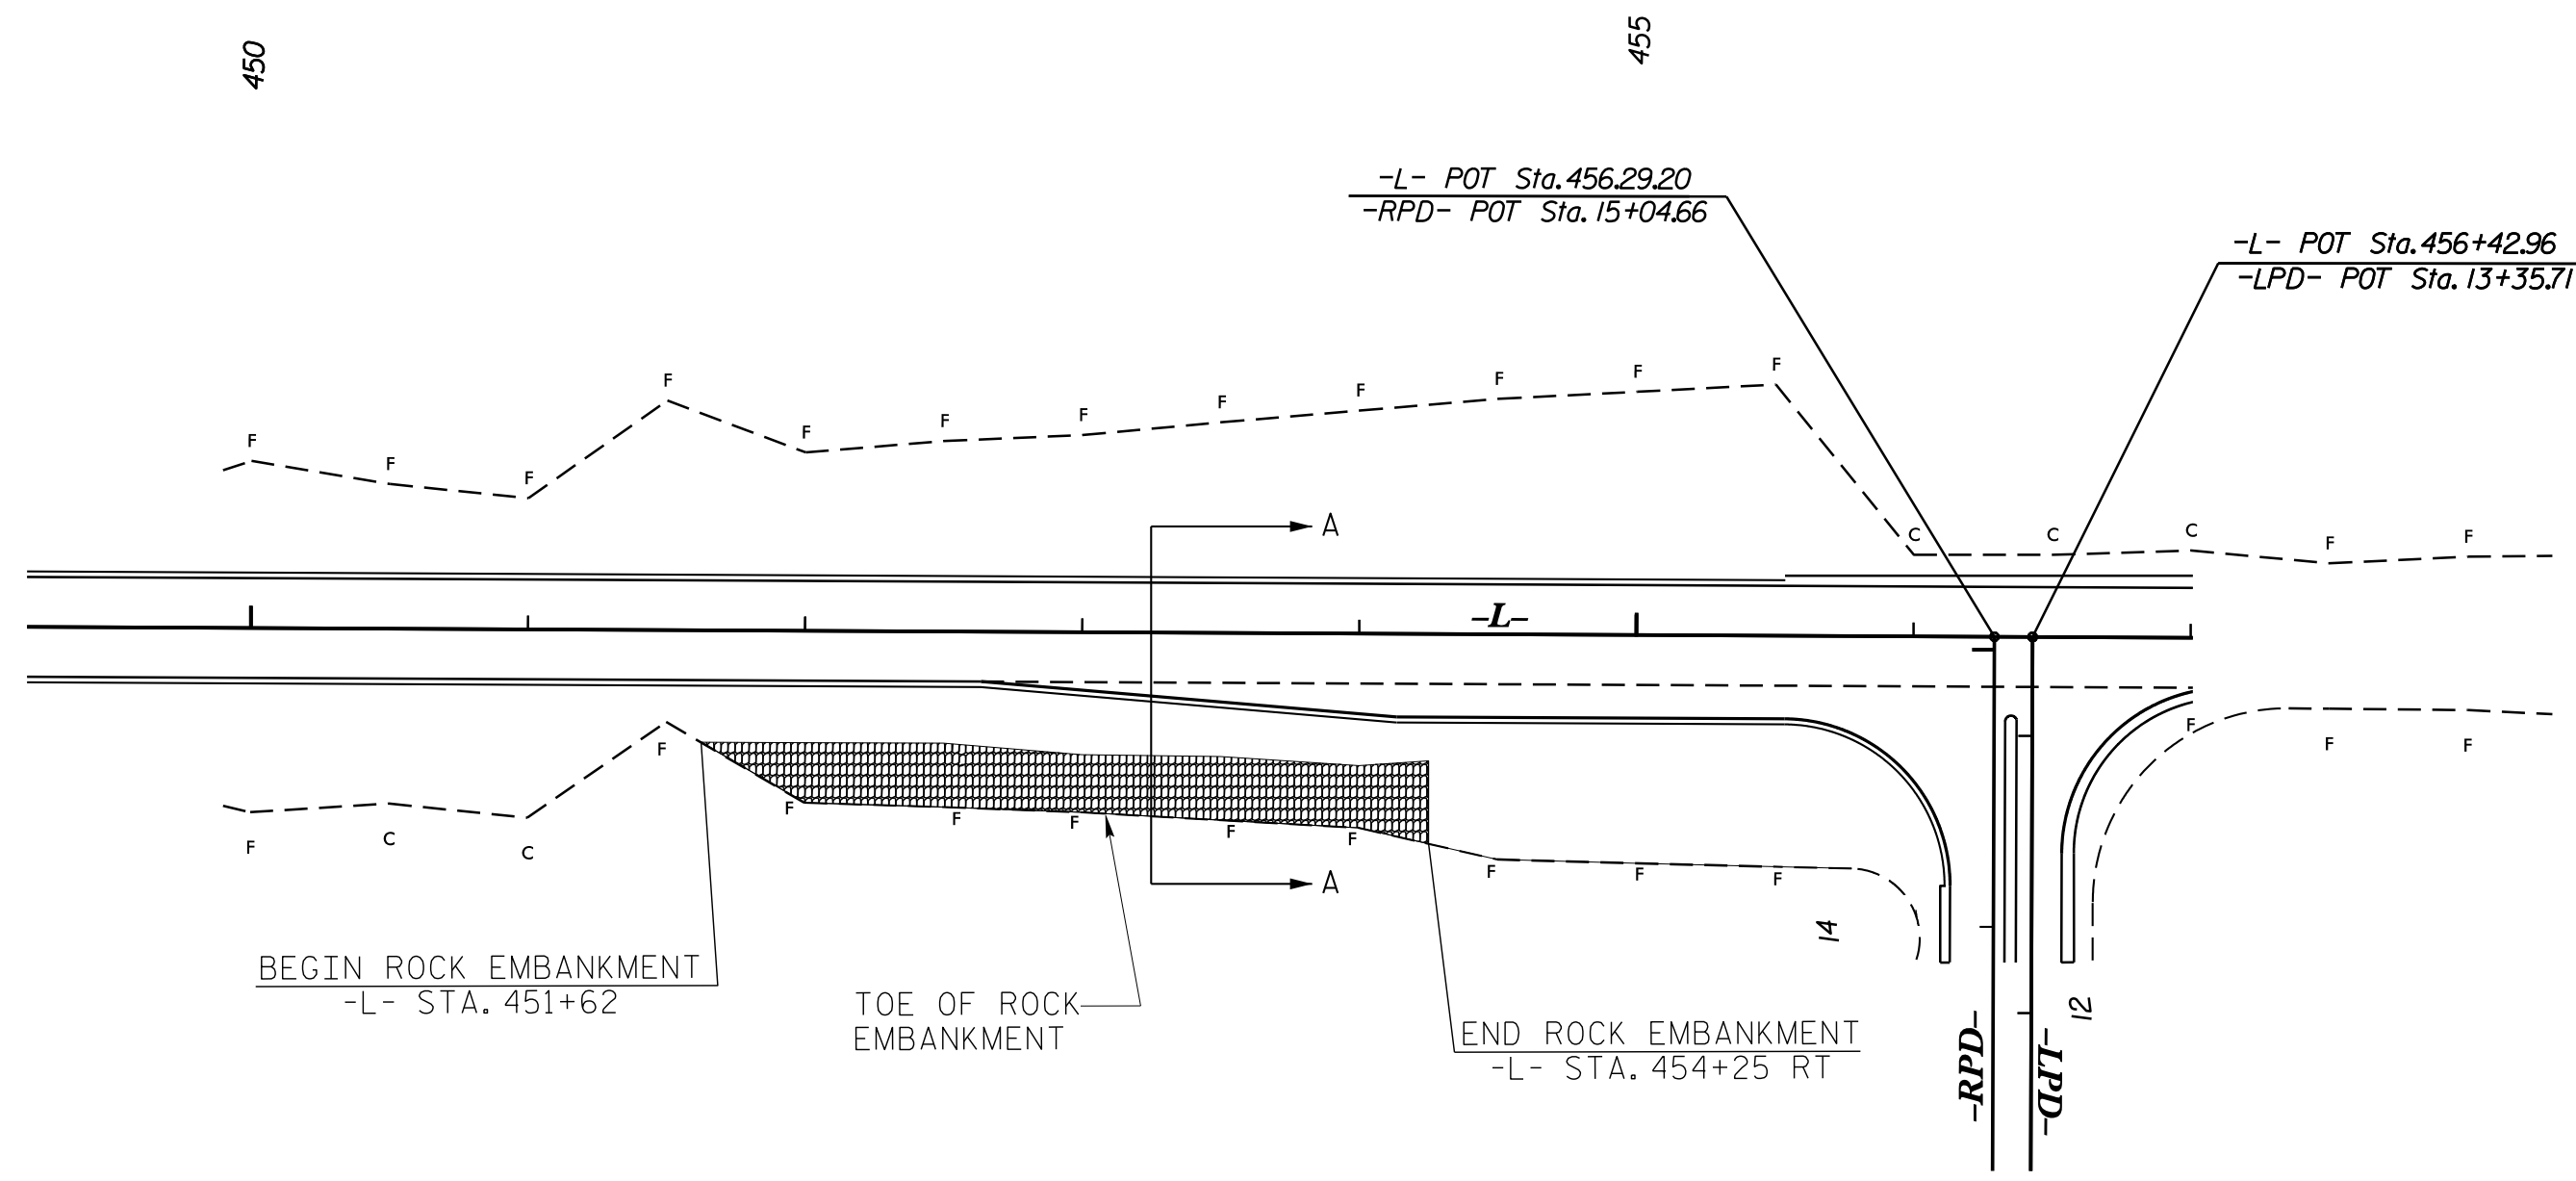 450
455
-L- POT Sta. 456.29.20
-RPD- POT Sta. 15+04.66
-L- POT Sta. 456+42.96
-LPD- POT Sta. 13+35.71
F
F
F
F
F
F
F
F
F
F
F
F
C
C
C
F
F
A
-L-
F
C
C
F
F
F
F
F
F
F
F
F
F
F
F
A
14
12
BEGIN ROCK EMBANKMENT
-L- STA. 451+62
TOE OF ROCK
EMBANKMENT
END ROCK EMBANKMENT
-L- STA. 454+25 RT
-RPD-
-LPD-